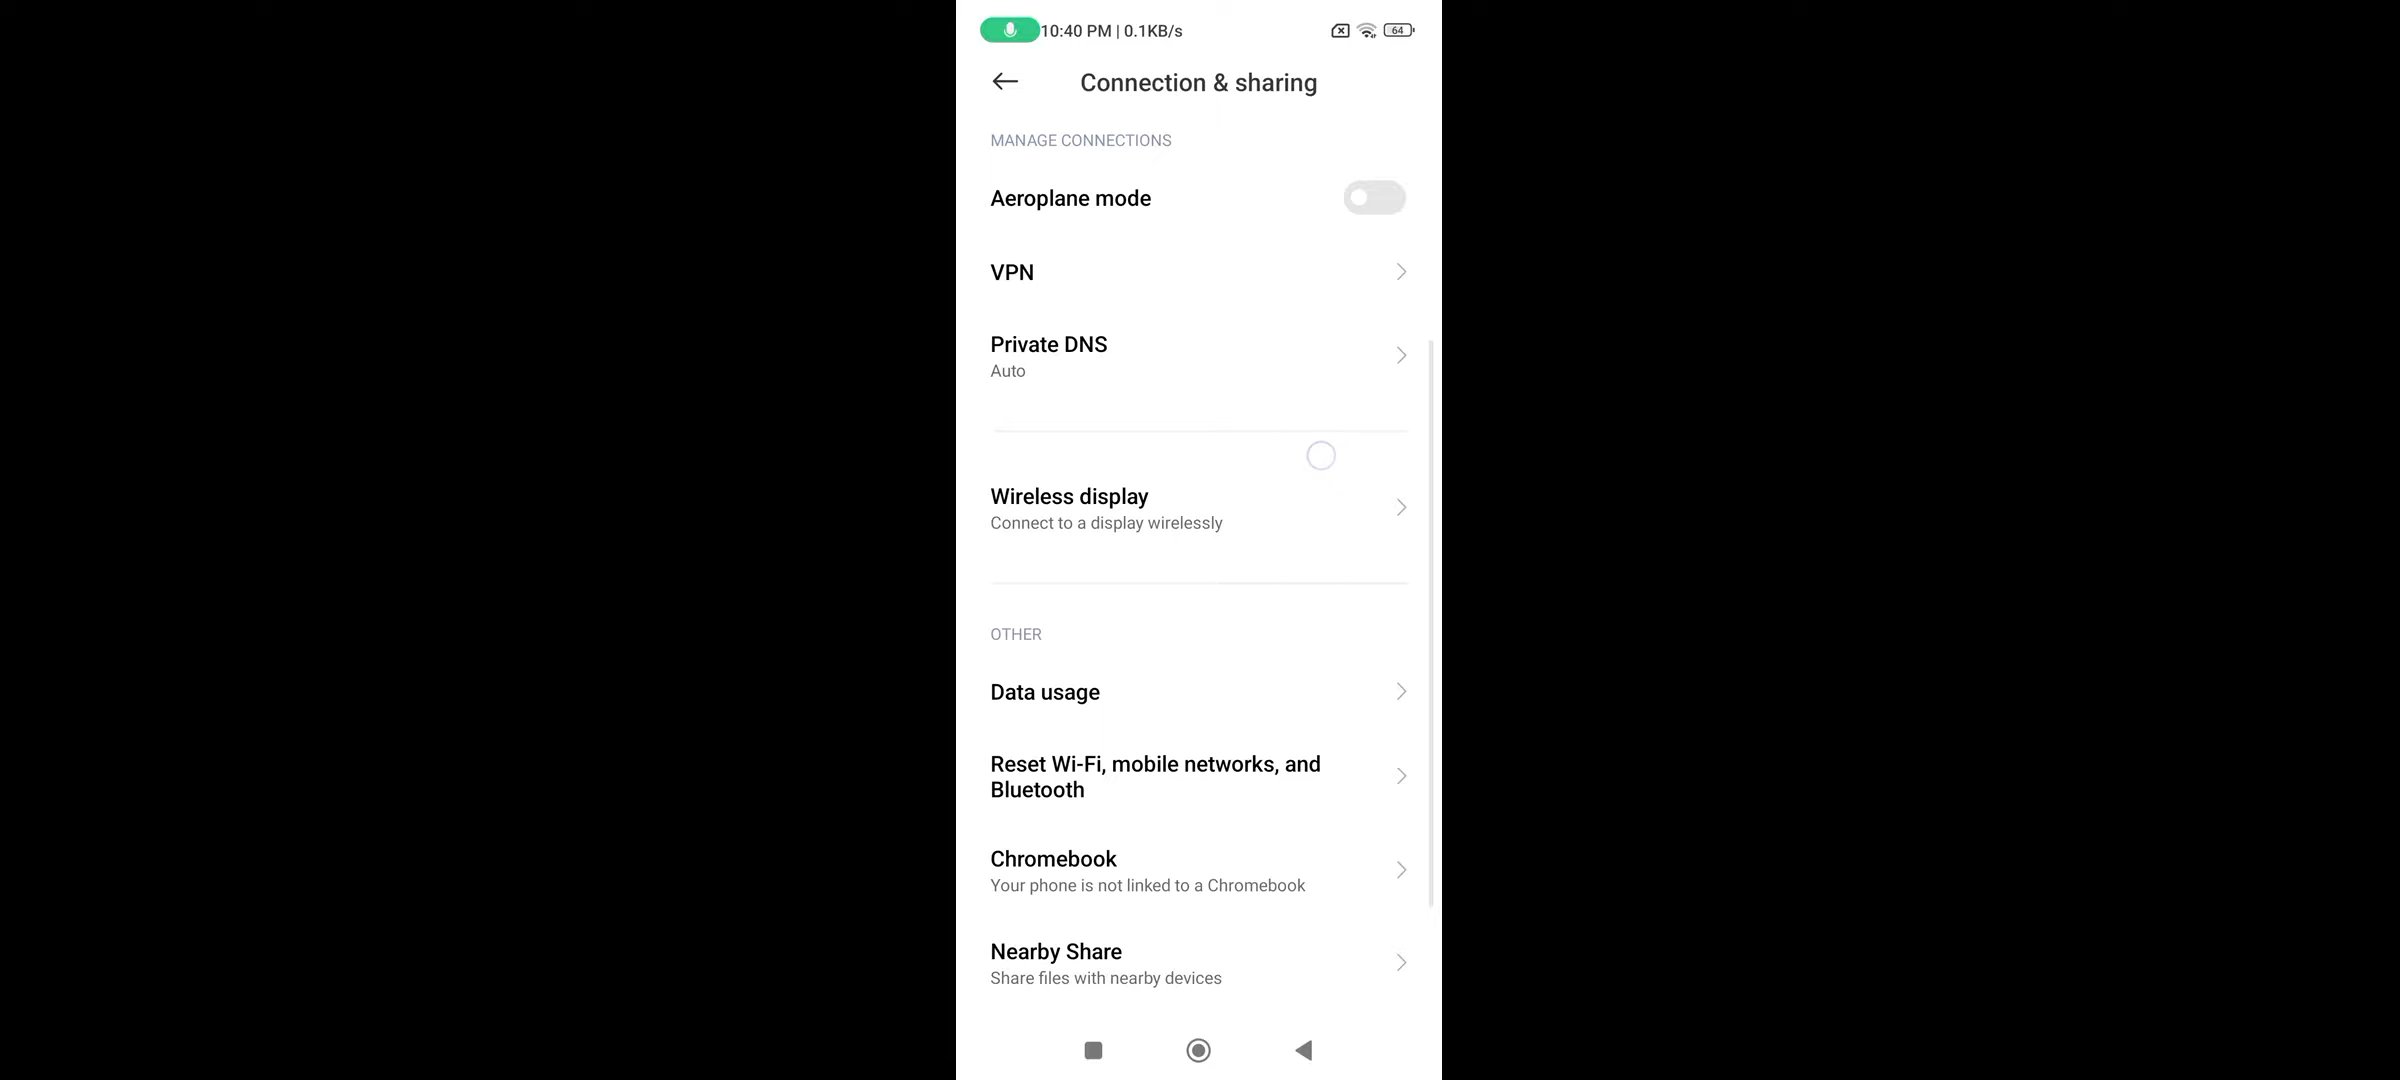 10:40 PM | 0.1KB/s
64
Connection & sharing
MANAGE CONNECTIONS
Aeroplane mode
VPN
Private DNS
Auto
Wireless display
Connect to a display wirelessly
OTHER
Data usage
Reset Wi-Fi, mobile networks, and
Bluetooth
Chromebook
Your phone is not linked to a Chromebook
Nearby Share
Share files with nearby devices